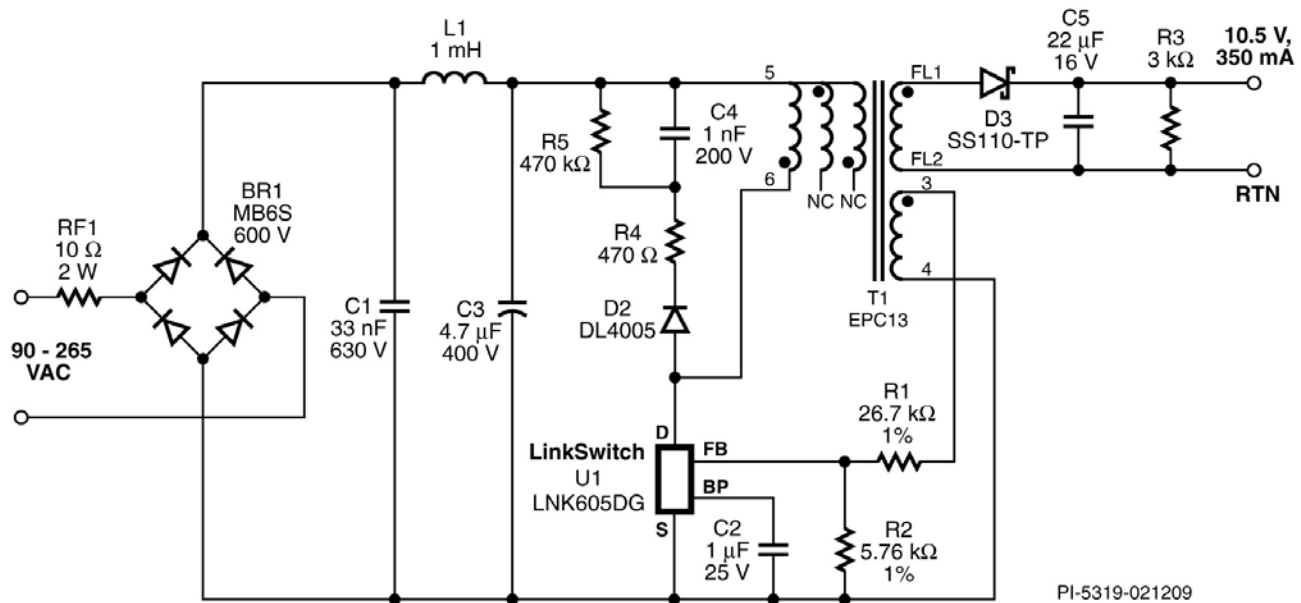 L1
1 mH
C5
22 μF
16 V
R3
3 kΩ
10.5 V,
350 mA
5
FL1
C4
1 nF
200 V
R5
470 kΩ
D3
SS110-TP
FL2
6
NC NC
3
RTN
BR1
MB6S
600 V
RF1
10 Ω
2 W
R4
470 Ω
4
T1
EPC13
C1
33 nF
630 V
C3
4.7 μF
400 V
D2
DL4005
90 - 265
VAC
R1
26.7 kΩ
1%
D
LinkSwitch
U1
LNK605DG
FB
BP
S
C2
1 μF
25 V
R2
5.76 kΩ
1%
PI-5319-021209